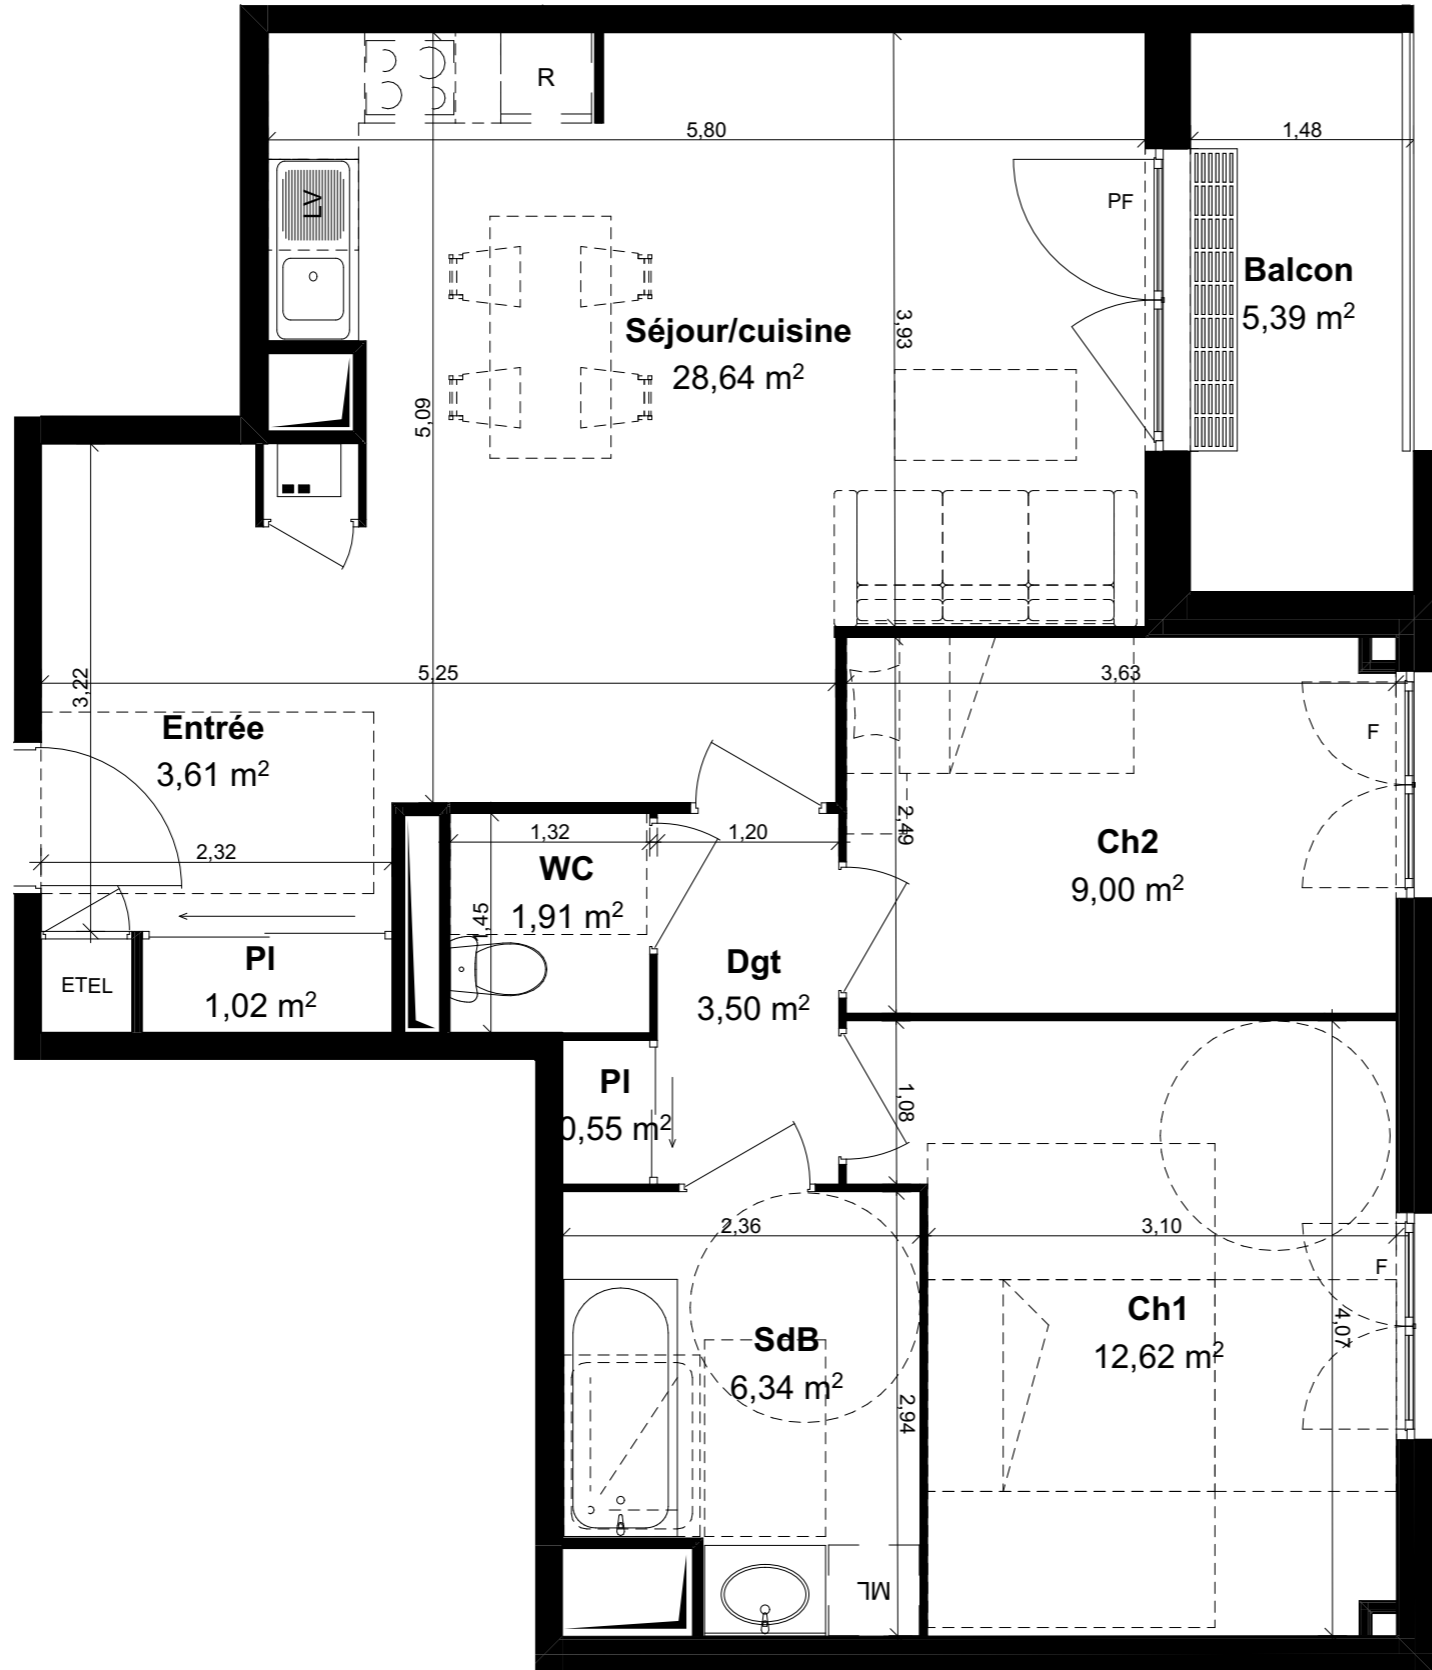 R
5,80
1,48
LV
PF
Balcon
5,39 m²
Séjour/cuisine
28,64 m²
3,93
5,09
5,25
3,63
3,22
Entrée
3,61 m²
F
2,32
1,32
1,20
2,49
WC
1,91 m²
1,45
Ch2
9,00 m²
ETEL
Pl
1,02 m²
Dgt
3,50 m²
Pl
0,55 m²
1,08
2,36
3,10
F
SdB
6,34 m²
Ch1
12,62 m²
4,07
2,94
ML